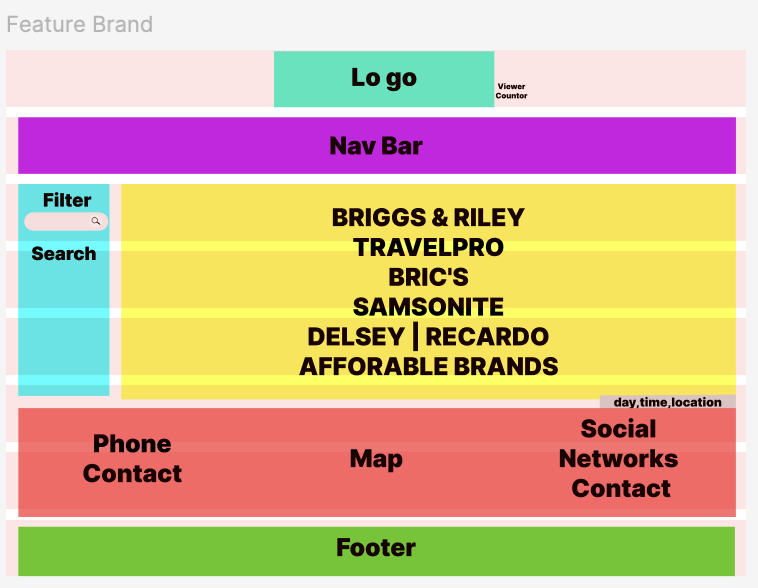 Feature Brand
Lo go
Viewer
Countor
Nav Bar
Filter
Search
BRIGGS & RILEY
TRAVELPRO
BRIC'S
SAMSONITE
DELSEY | RECARDO
AFFORABLE BRANDS
day,time,location
Phone
Contact
Map
Social
Networks
Contact
Footer